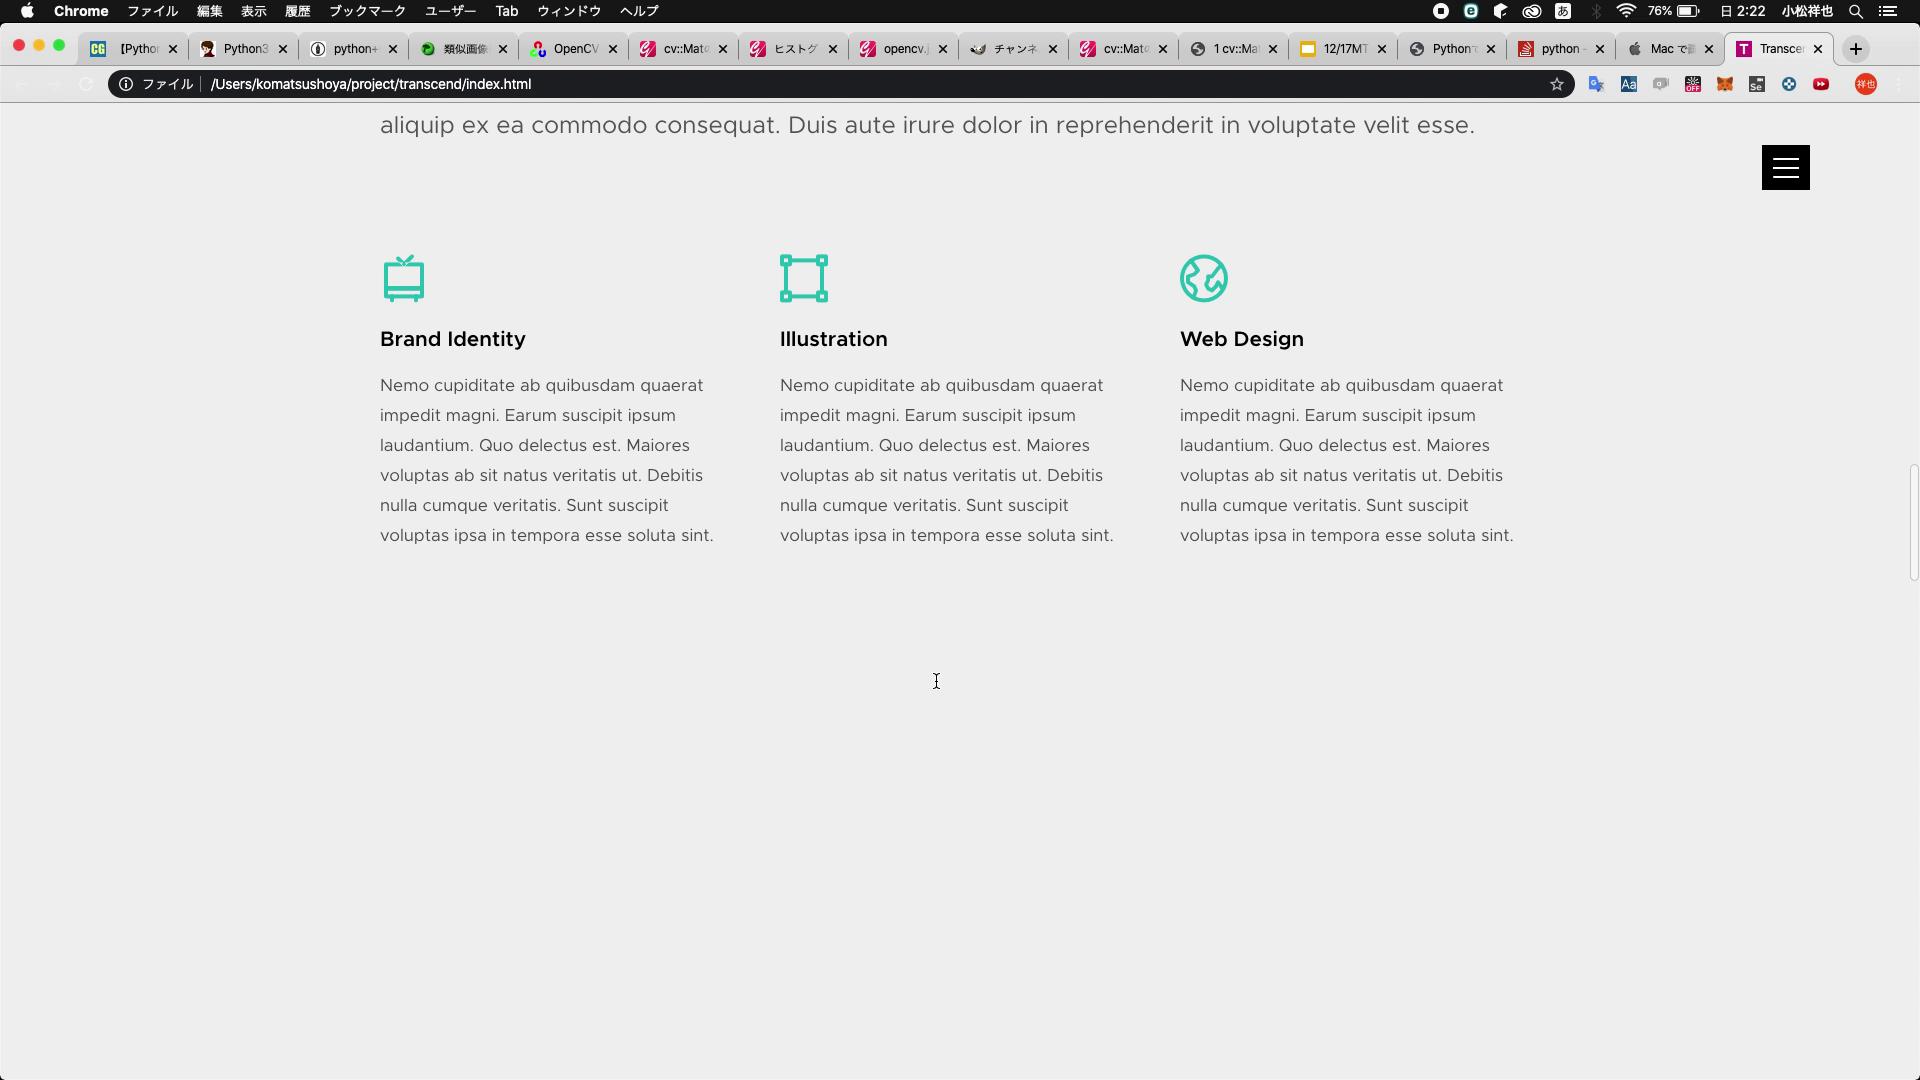 Chrome ファイル 編集 表示 履歴 ブックマーク ユーザー Tab ウィンドウ ヘルプ 76% 日 2:22 小松祥也
【Pytho Python3 python+ 類似画像 OpenCV cv::Mat ヒストグ opencv. チャンネ cv::Mat 1 cv::Ma 12/17MT Python python - Mac で Transce
ファイル /Users/komatsushoya/project/transcend/index.html
aliquip ex ea commodo consequat. Duis aute irure dolor in reprehenderit in voluptate velit esse.
Brand Identity
Nemo cupiditate ab quibusdam quaerat
impedit magni. Earum suscipit ipsum
laudantium. Quo delectus est. Maiores
voluptas ab sit natus veritatis ut. Debitis
nulla cumque veritatis. Sunt suscipit
voluptas ipsa in tempora esse soluta sint.
Illustration
Nemo cupiditate ab quibusdam quaerat
impedit magni. Earum suscipit ipsum
laudantium. Quo delectus est. Maiores
voluptas ab sit natus veritatis ut. Debitis
nulla cumque veritatis. Sunt suscipit
voluptas ipsa in tempora esse soluta sint.
Web Design
Nemo cupiditate ab quibusdam quaerat
impedit magni. Earum suscipit ipsum
laudantium. Quo delectus est. Maiores
voluptas ab sit natus veritatis ut. Debitis
nulla cumque veritatis. Sunt suscipit
voluptas ipsa in tempora esse soluta sint.